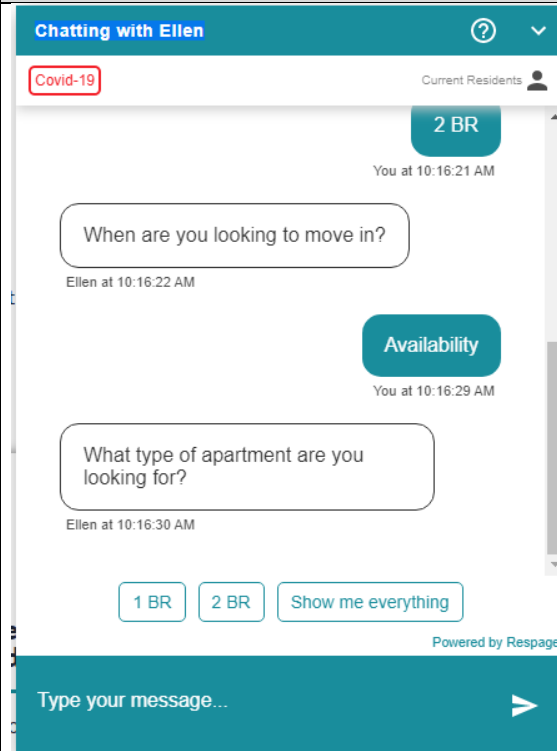 Chatting with Ellen
Covid-19
Current Residents
2 BR
You at 10:16:21 AM
When are you looking to move in?
Ellen at 10:16:22 AM
Availability
You at 10:16:29 AM
What type of apartment are you
looking for?
Ellen at 10:16:30 AM
1 BR
2 BR
Show me everything
Powered by Respage
Type your message...